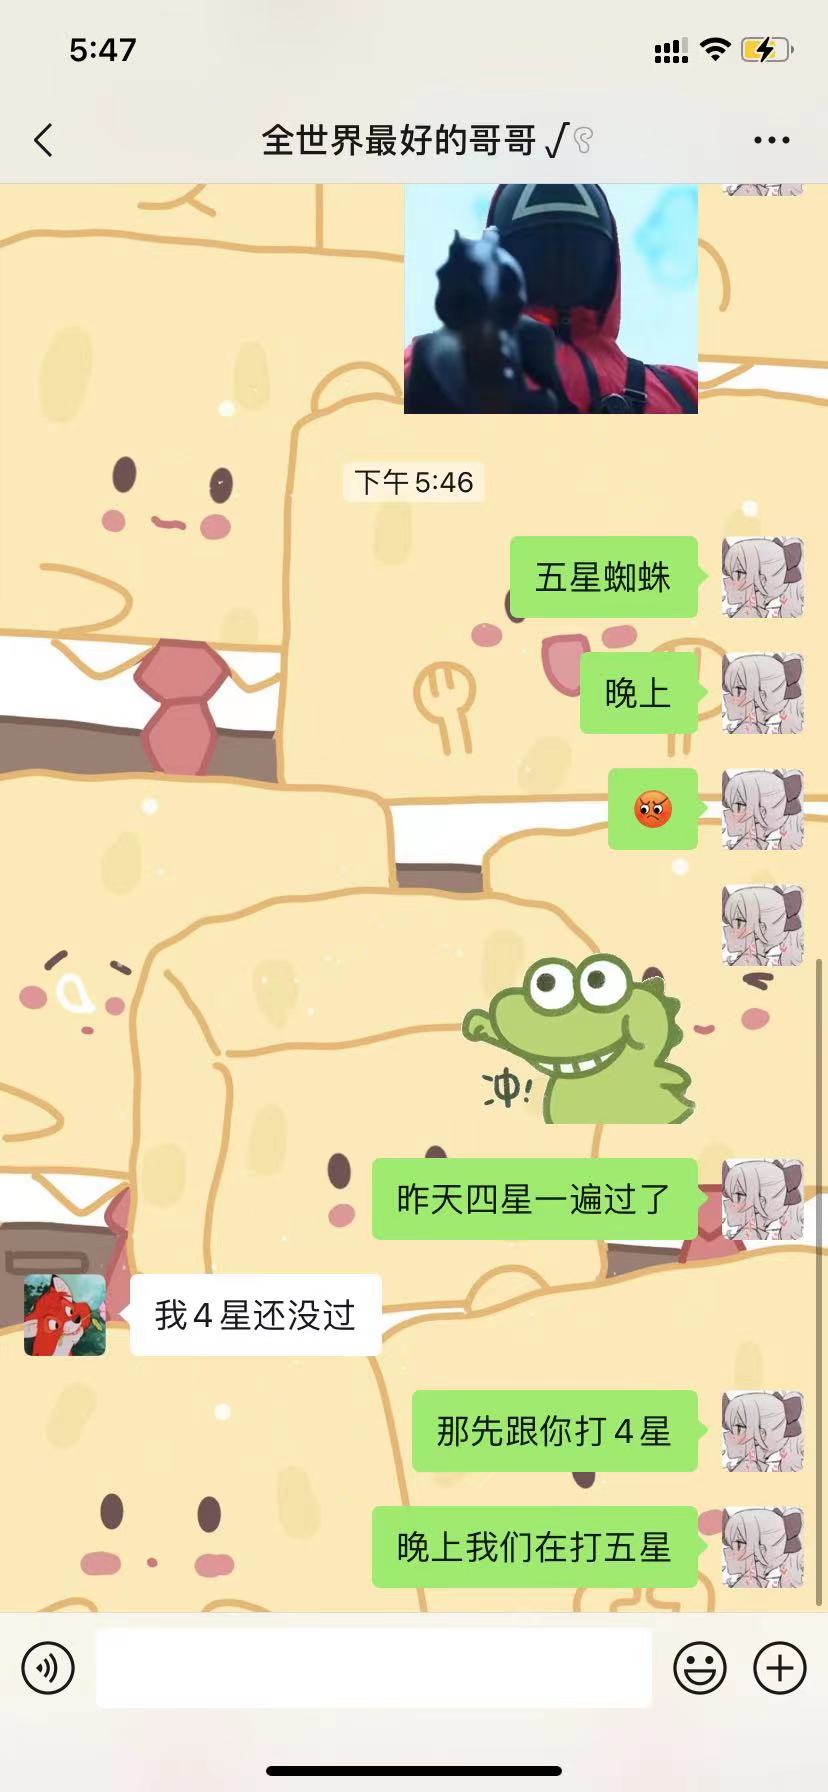 5:47
全世界最好的哥哥√
下午5:46
五星蜘蛛
晚上
冲!
昨天四星一遍过了
我4星还没过
那先跟你打4星
晚上我们在打五星